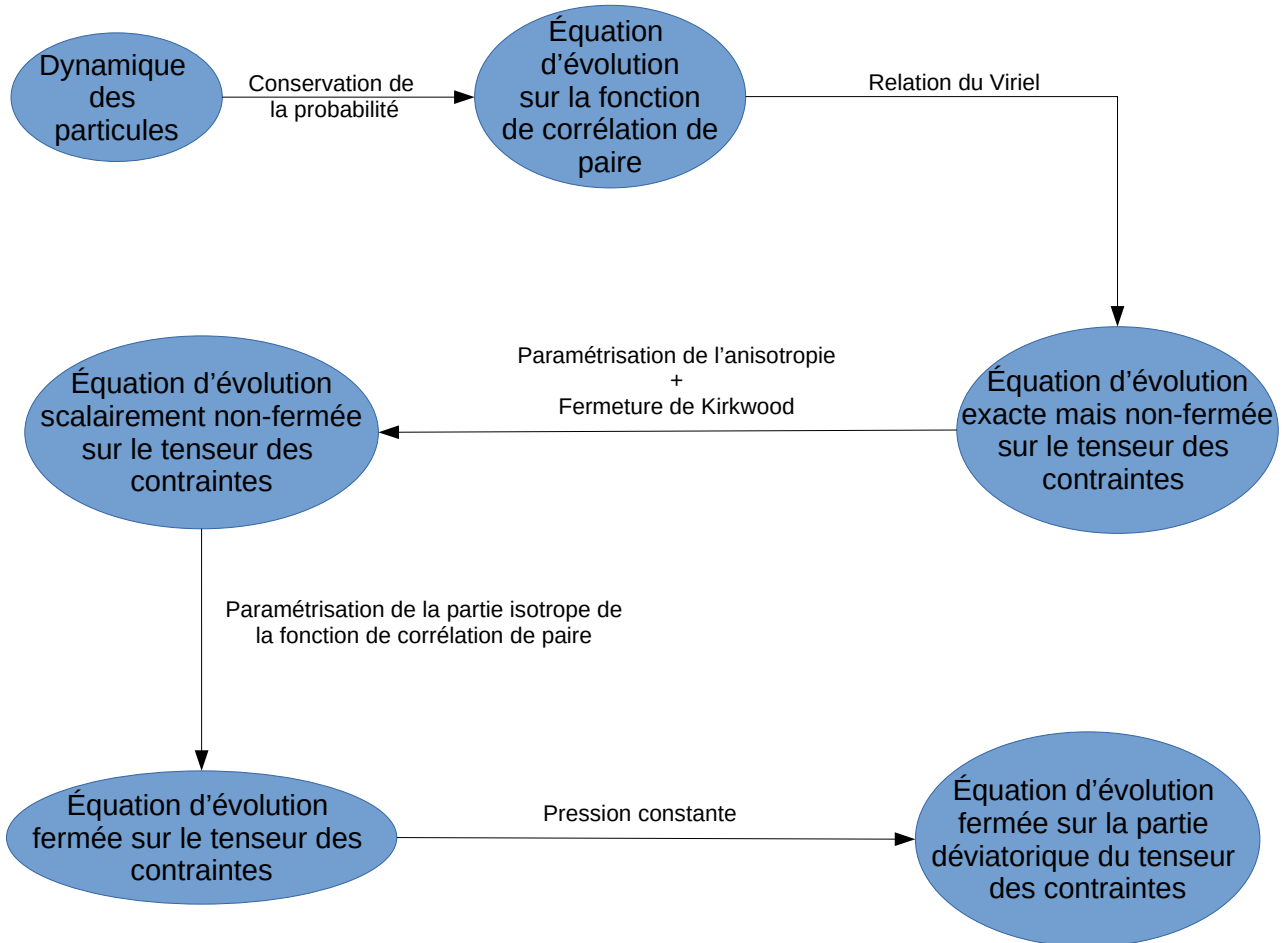 Dynamique
des
particules
Conservation de
la probabilité
Équation
d’évolution
sur la fonction
de corrélation de
paire
Relation du Viriel
Équation d’évolution
exacte mais non-fermée
sur le tenseur des
contraintes
Paramétrisation de l’anisotropie
+
Fermeture de Kirkwood
Équation d’évolution
scalairement non-fermée
sur le tenseur des
contraintes
Paramétrisation de la partie isotrope de
la fonction de corrélation de paire
Équation d’évolution
fermée sur le tenseur des
contraintes
Pression constante
Équation d’évolution
fermée sur la partie
déviatorique du tenseur
des contraintes